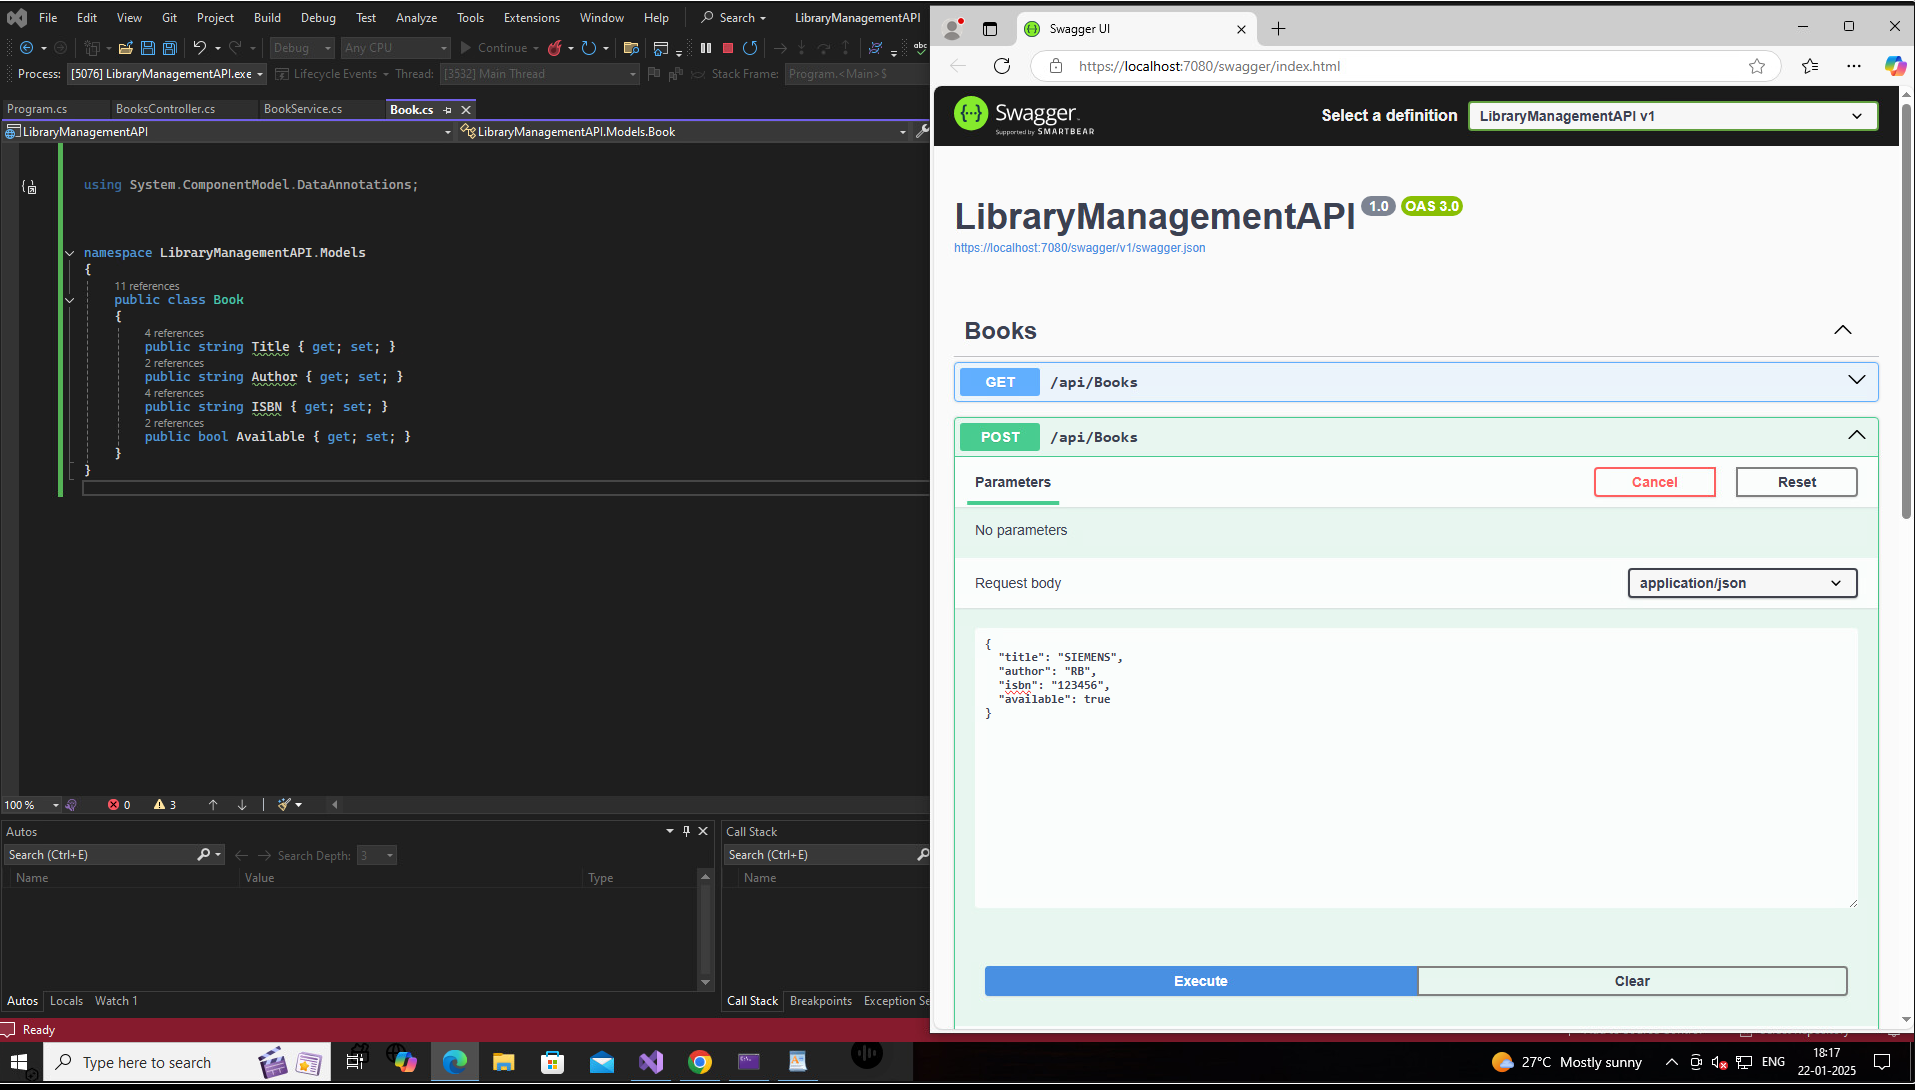 File Edit View Git Project Build Debug Test Analyze Tools Extensions Window Help Search LibraryManagementAPI
Debug Any CPU Continue
Process: [5076] LibraryManagementAPI.exe Lifecycle Events Thread: [3532] Main Thread Stack Frame: Program.<Main>$
Program.cs BooksController.cs BookService.cs Book.cs
LibraryManagementAPI LibraryManagementAPI.Models.Book
using System.ComponentModel.DataAnnotations;
namespace LibraryManagementAPI.Models
{
11 references
public class Book
{
4 references
public string Title { get; set; }
2 references
public string Author { get; set; }
4 references
public string ISBN { get; set; }
2 references
public bool Available { get; set; }
}
}
100 % 0 3
Autos
Search (Ctrl+E) Search Depth: 3
Name Value Type
Autos Locals Watch 1
Call Stack
Search (Ctrl+E)
Name
Call Stack Breakpoints Exception Se
Ready
Swagger UI
https://localhost:7080/swagger/index.html
Swagger
Supported by SMARTBEAR
Select a definition LibraryManagementAPI v1
LibraryManagementAPI 1.0 OAS 3.0
https://localhost:7080/swagger/v1/swagger.json
Books
GET /api/Books
POST /api/Books
Parameters Cancel Reset
No parameters
Request body application/json
{
"title": "SIEMENS",
"author": "RB",
"isbn": "123456",
"available": true
}
Execute Clear
Type here to search
27°C Mostly sunny ENG 18:17
22-01-2025